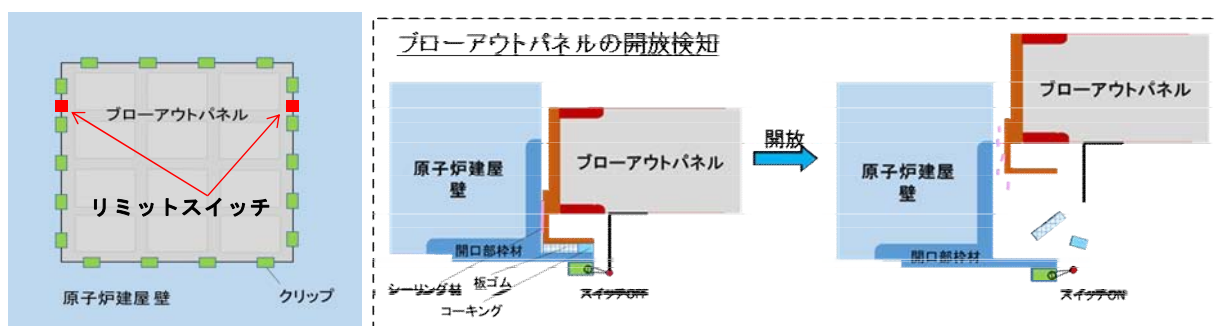 ブローアウトパネル
リミットスイッチ
原子炉建屋 壁
クリップ
ブローアウトパネルの開放検知
原子炉建屋
壁
ブローアウトパネル
開口部枠材
シーリング材
板ゴム
コーキング
スイッチOFF
開放
ブローアウトパネル
原子炉建屋
壁
開口部枠材
スイッチON